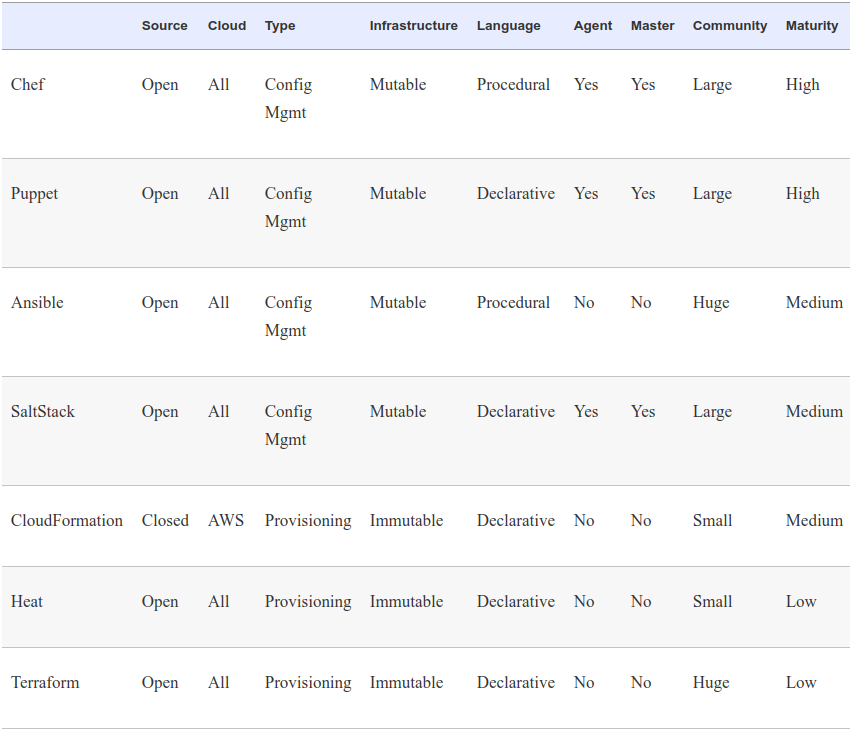 Source Cloud Type Infrastructure Language Agent Master Community Maturity
Chef Open All Config Mutable Procedural Yes Yes Large High
Mgmt
Puppet Open All Config Mutable Declarative Yes Yes Large High
Mgmt
Ansible Open All Config Mutable Procedural No No Huge Medium
Mgmt
SaltStack Open All Config Mutable Declarative Yes Yes Large Medium
Mgmt
CloudFormation Closed AWS Provisioning Immutable Declarative No No Small Medium
Heat Open All Provisioning Immutable Declarative No No Small Low
Terraform Open All Provisioning Immutable Declarative No No Huge Low